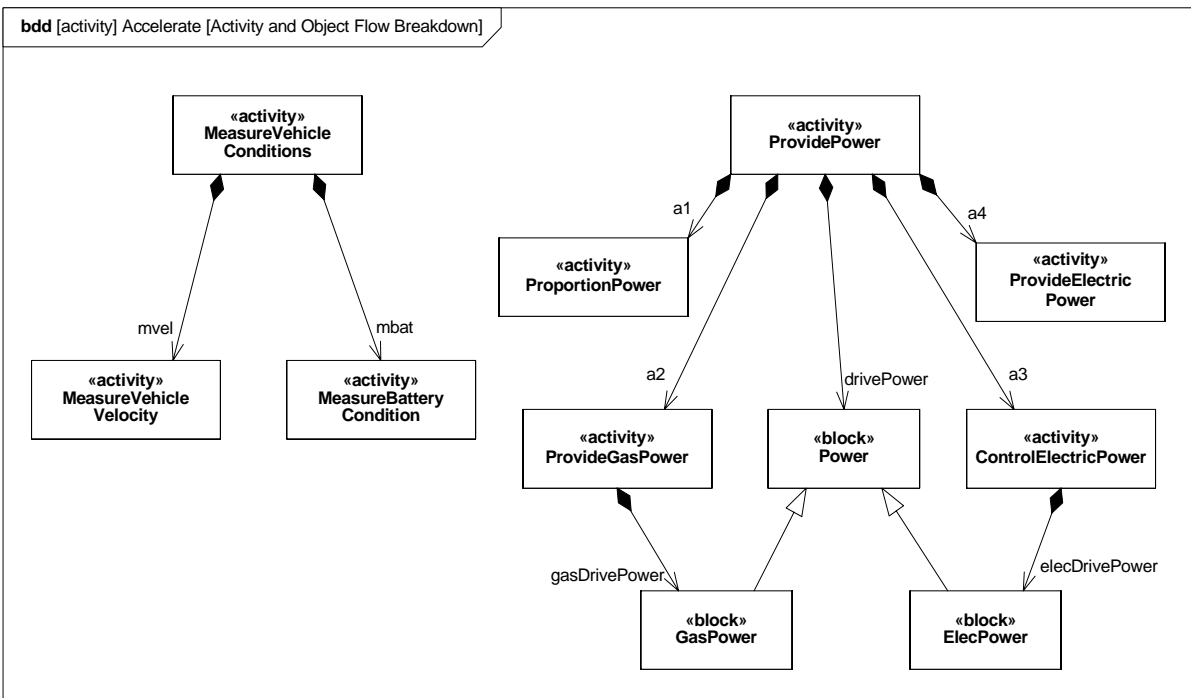 bdd [activity] Accelerate [Activity and Object Flow Breakdown]
«activity»
MeasureVehicle
Conditions
«activity»
ProvidePower
a1
a4
«activity»
ProportionPower
«activity»
ProvideElectric
Power
mvel
mbat
«activity»
MeasureVehicle
Velocity
«activity»
MeasureBattery
Condition
a2
drivePower
a3
«activity»
ProvideGasPower
«block»
Power
«activity»
ControlElectricPower
gasDrivePower
elecDrivePower
«block»
GasPower
«block»
ElecPower